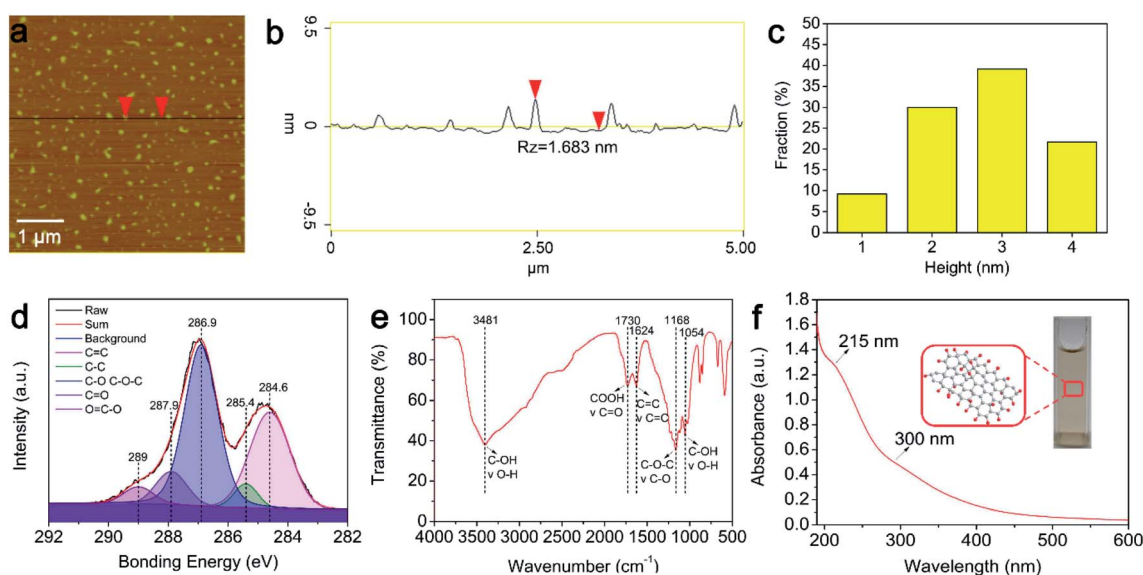 a
1 μm
b
9.5
0
-9.5
nm
Rz=1.683 nm
0
2.50
5.00
μm
c
50
45
40
35
30
25
20
15
10
5
0
Fraction (%)
1
2
3
4
Height (nm)
d
Raw
Sum
Background
C=C
C-C
C-O C-O-C
C=O
O=C-O
286.9
287.9
289
285.4
284.6
Intensity (a.u.)
292
290
288
286
284
282
Bonding Energy (eV)
e
100
80
60
40
20
0
Transmittance (%)
3481
1730
1624
1168
1054
C-OH
ν O-H
COOH
ν C=O
C=C
ν C=C
C-O-C
ν C-O
C-OH
ν O-H
4000
3500
3000
2500
2000
1500
1000
500
Wavenumber (cm⁻¹)
f
1.8
1.6
1.4
1.2
1.0
0.8
0.6
0.4
0.2
0.0
Absorbance (a.u.)
215 nm
300 nm
200
300
400
500
600
Wavelength (nm)